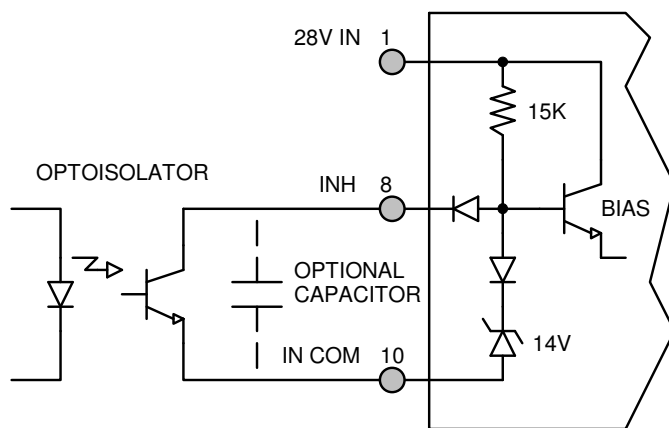 28V IN 1
15K
OPTOISOLATOR
INH 8
BIAS
OPTIONAL
CAPACITOR
14V
IN COM 10